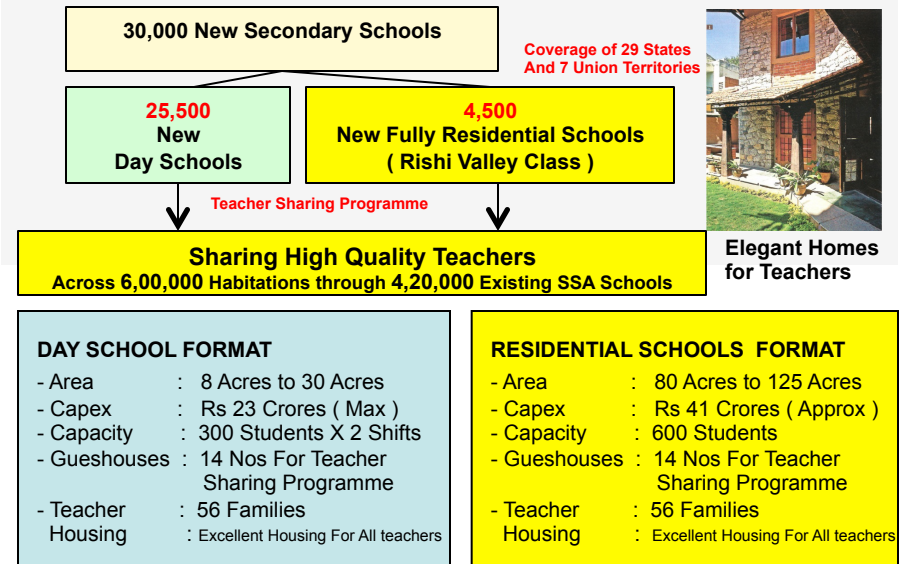 30,000 New Secondary Schools
Coverage of 29 States
And 7 Union Territories
25,500
New
Day Schools
4,500
New Fully Residential Schools
( Rishi Valley Class )
Teacher Sharing Programme
Sharing High Quality Teachers
Across 6,00,000 Habitations through 4,20,000 Existing SSA Schools
Elegant Homes
for Teachers
DAY SCHOOL FORMAT
- Area : 8 Acres to 30 Acres
- Capex : Rs 23 Crores ( Max )
- Capacity : 300 Students X 2 Shifts
- Gueshouses : 14 Nos For Teacher
Sharing Programme
- Teacher : 56 Families
Housing : Excellent Housing For All teachers
RESIDENTIAL SCHOOLS FORMAT
- Area : 80 Acres to 125 Acres
- Capex : Rs 41 Crores ( Approx )
- Capacity : 600 Students
- Gueshouses : 14 Nos For Teacher
Sharing Programme
- Teacher : 56 Families
Housing : Excellent Housing For All teachers